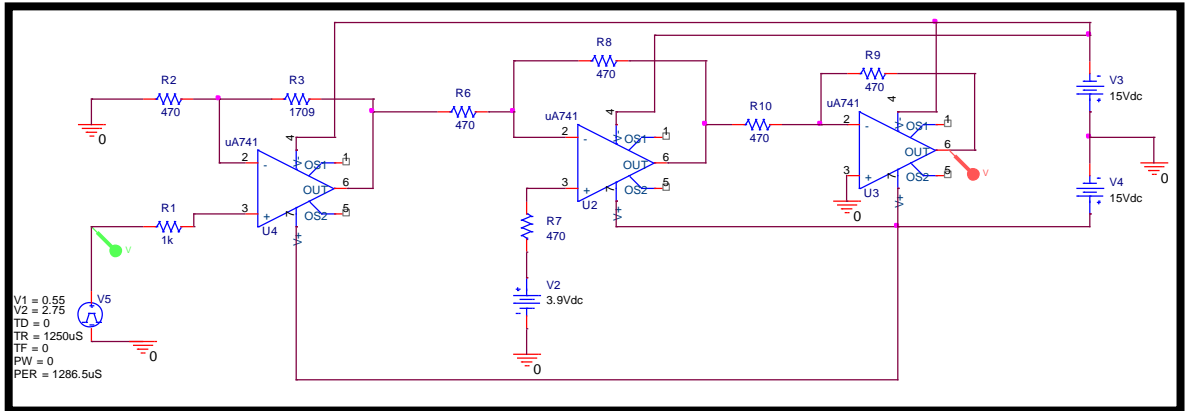 R2
470
R3
1709
0
uA741
4
V-
OS1
1
2
-
OUT
6
3
+
OS2
5
7
V+
U4
R1
1k
V
V1 = 0.55
V2 = 2.75
TD = 0
TR = 1250uS
TF = 0
PW = 0
PER = 1286.5uS
V5
0
R6
470
R8
470
uA741
4
V-
OS1
1
2
-
OUT
6
3
+
OS2
5
7
V+
U2
R7
470
V2
3.9Vdc
0
R10
470
R9
470
uA741
4
V-
OS1
1
2
-
OUT
6
3
+
OS2
5
7
V+
U3
0
V
V3
15Vdc
0
V4
15Vdc